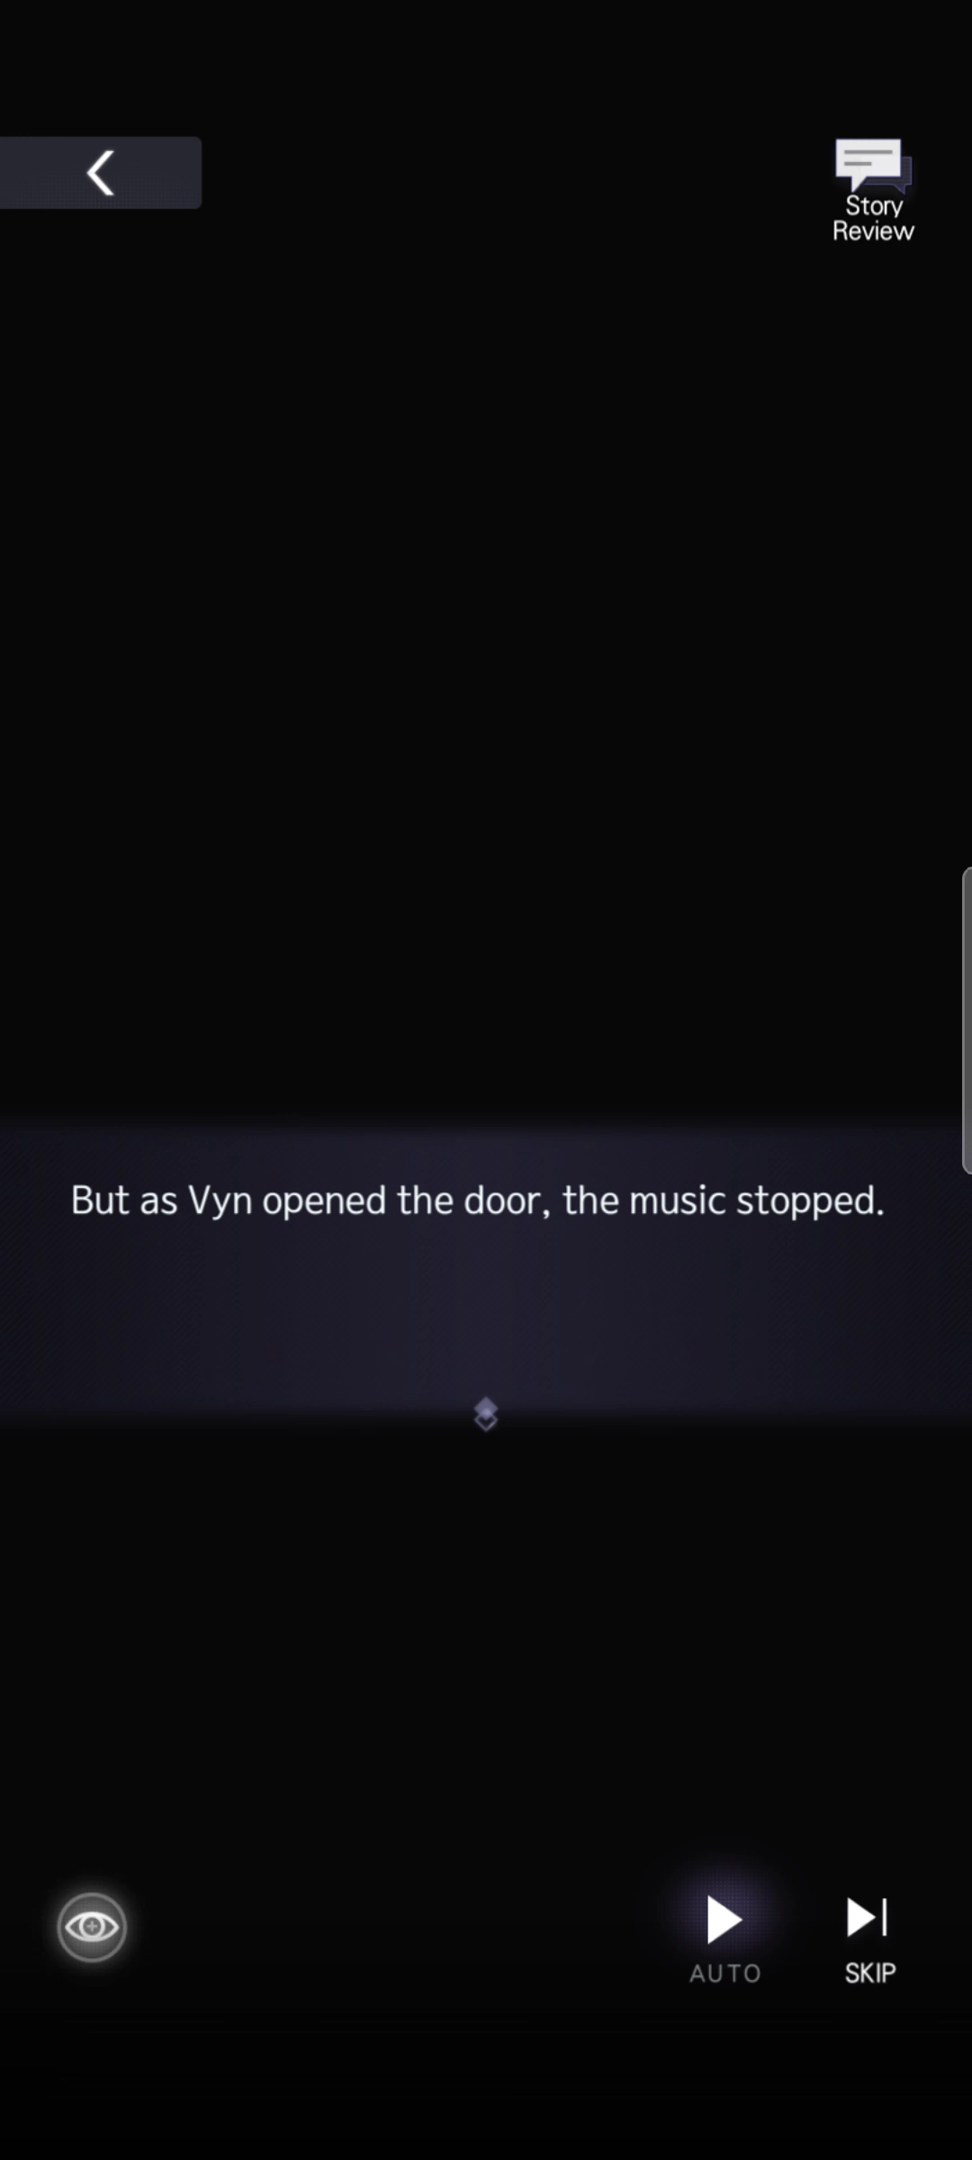 Story
Review
But as Vyn opened the door, the music stopped.
AUTO
SKIP